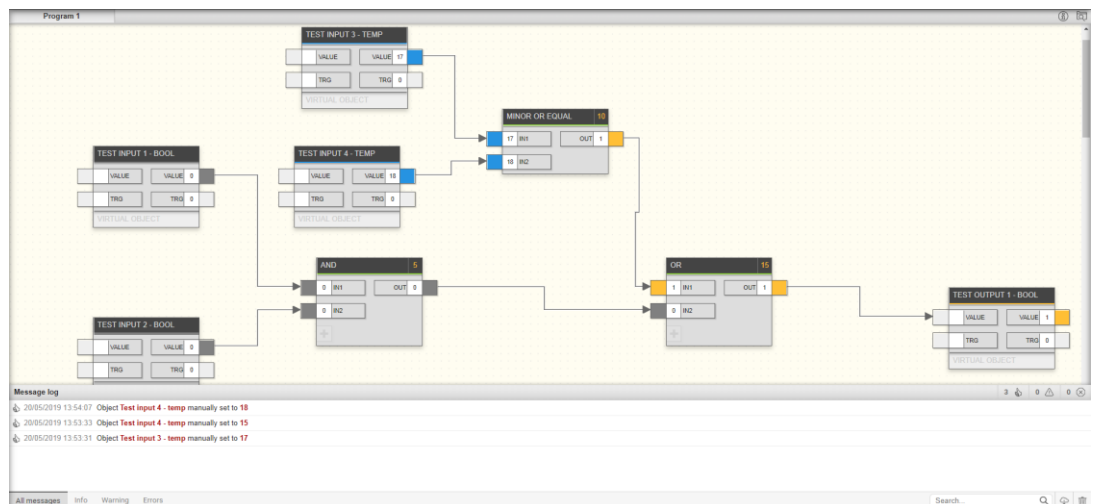 Program 1
TEST INPUT 3 - TEMP
VALUE VALUE 17
TRG TRG 0
VIRTUAL OBJECT
MINOR OR EQUAL 10
17 IN1 OUT 1
18 IN2
TEST INPUT 1 - BOOL
VALUE VALUE 0
TRG TRG 0
VIRTUAL OBJECT
TEST INPUT 4 - TEMP
VALUE VALUE 18
TRG TRG 0
VIRTUAL OBJECT
AND 5
0 IN1 OUT 0
0 IN2
OR 15
1 IN1 OUT 1
0 IN2
TEST OUTPUT 1 - BOOL
VALUE VALUE 1
TRG TRG 0
VIRTUAL OBJECT
TEST INPUT 2 - BOOL
VALUE VALUE 0
TRG TRG 0
Message log 3 0 0
20/05/2019 13:54:07 Object Test input 4 - temp manually set to 18
20/05/2019 13:53:33 Object Test input 4 - temp manually set to 15
20/05/2019 13:53:31 Object Test input 3 - temp manually set to 17
All messages Info Warning Errors Search...